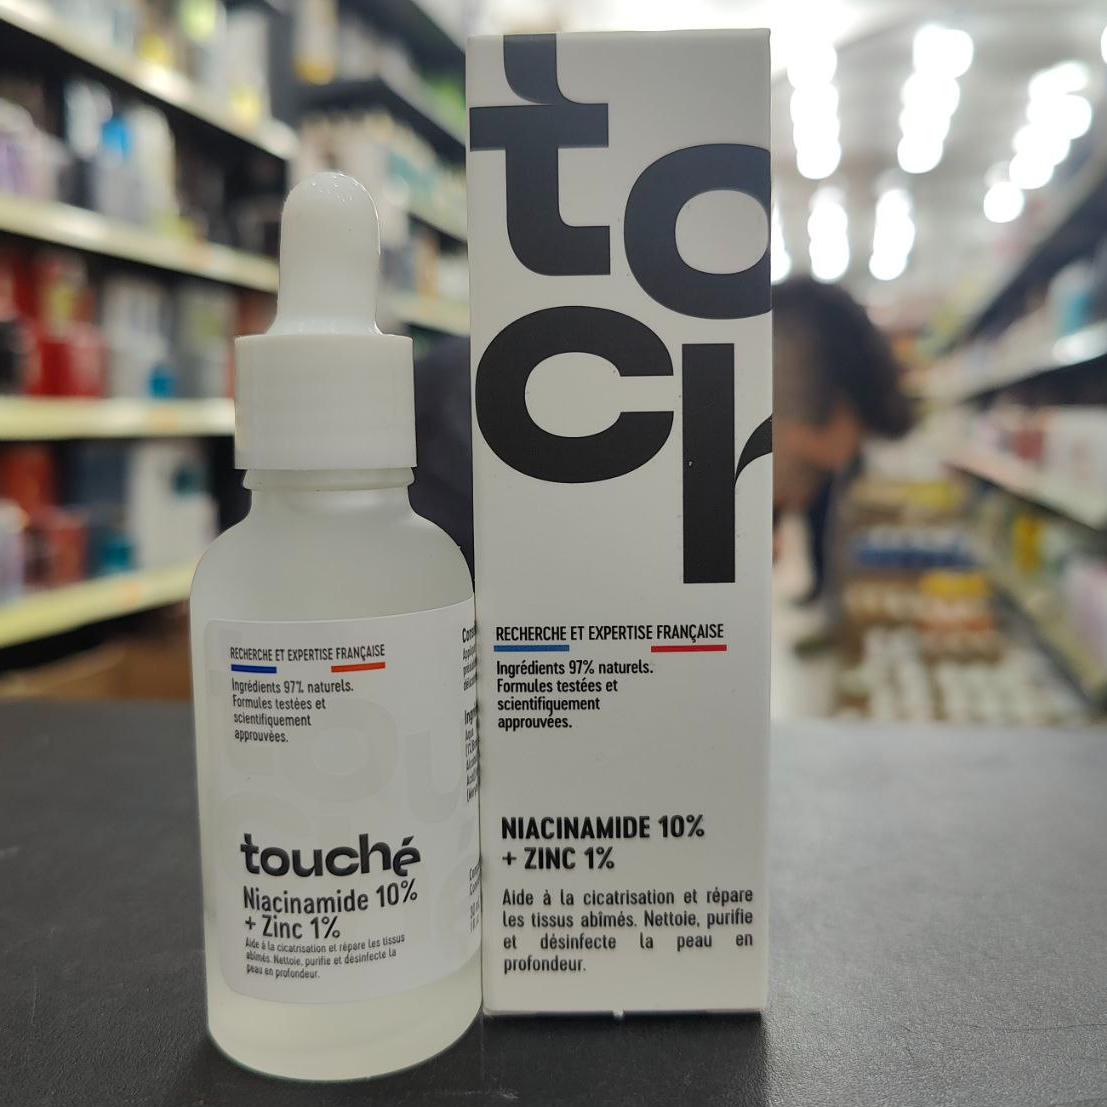 RECHERCHE ET EXPERTISE FRANÇAISE
Ingrédients 97% naturels.
Formules testées et
scientifiquement
approuvèes.
touché
Niacinamide 10%
+ Zinc 1%
Aide à la cicatrisation et répare les tissus
abîmés. Nettoie, purifie et désinfecte la
peau en profondeur.
to
ch
RECHERCHE ET EXPERTISE FRANÇAISE
Ingrédients 97% naturels.
Formules testées et
scientifiquement
approuvées.
NIACINAMIDE 10%
+ ZINC 1%
Aide à la cicatrisation et répare
les tissus abîmés. Nettoie, purifie
et désinfecte la peau en
profondeur.